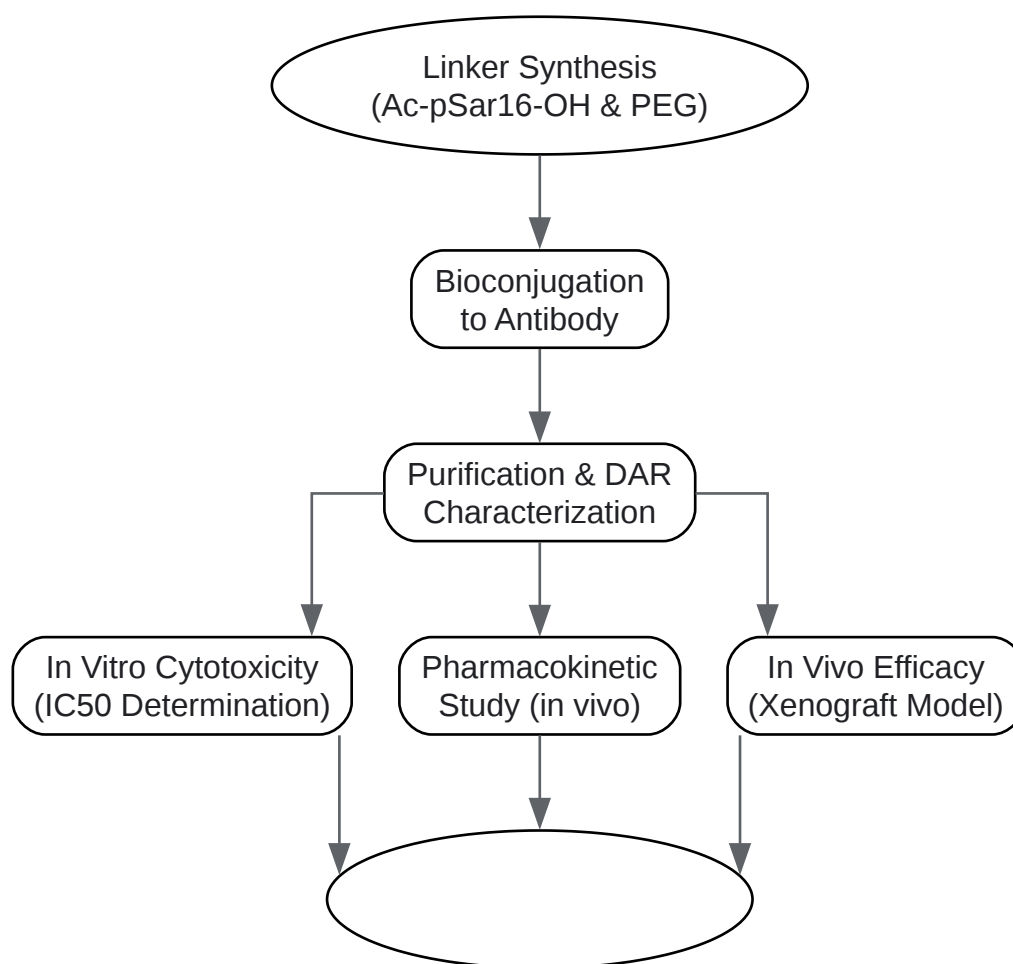 Linker Synthesis
(Ac-pSar16-OH & PEG)
Bioconjugation
to Antibody
Purification & DAR
Characterization
In Vitro Cytotoxicity
(IC50 Determination)
Pharmacokinetic
Study (in vivo)
In Vivo Efficacy
(Xenograft Model)